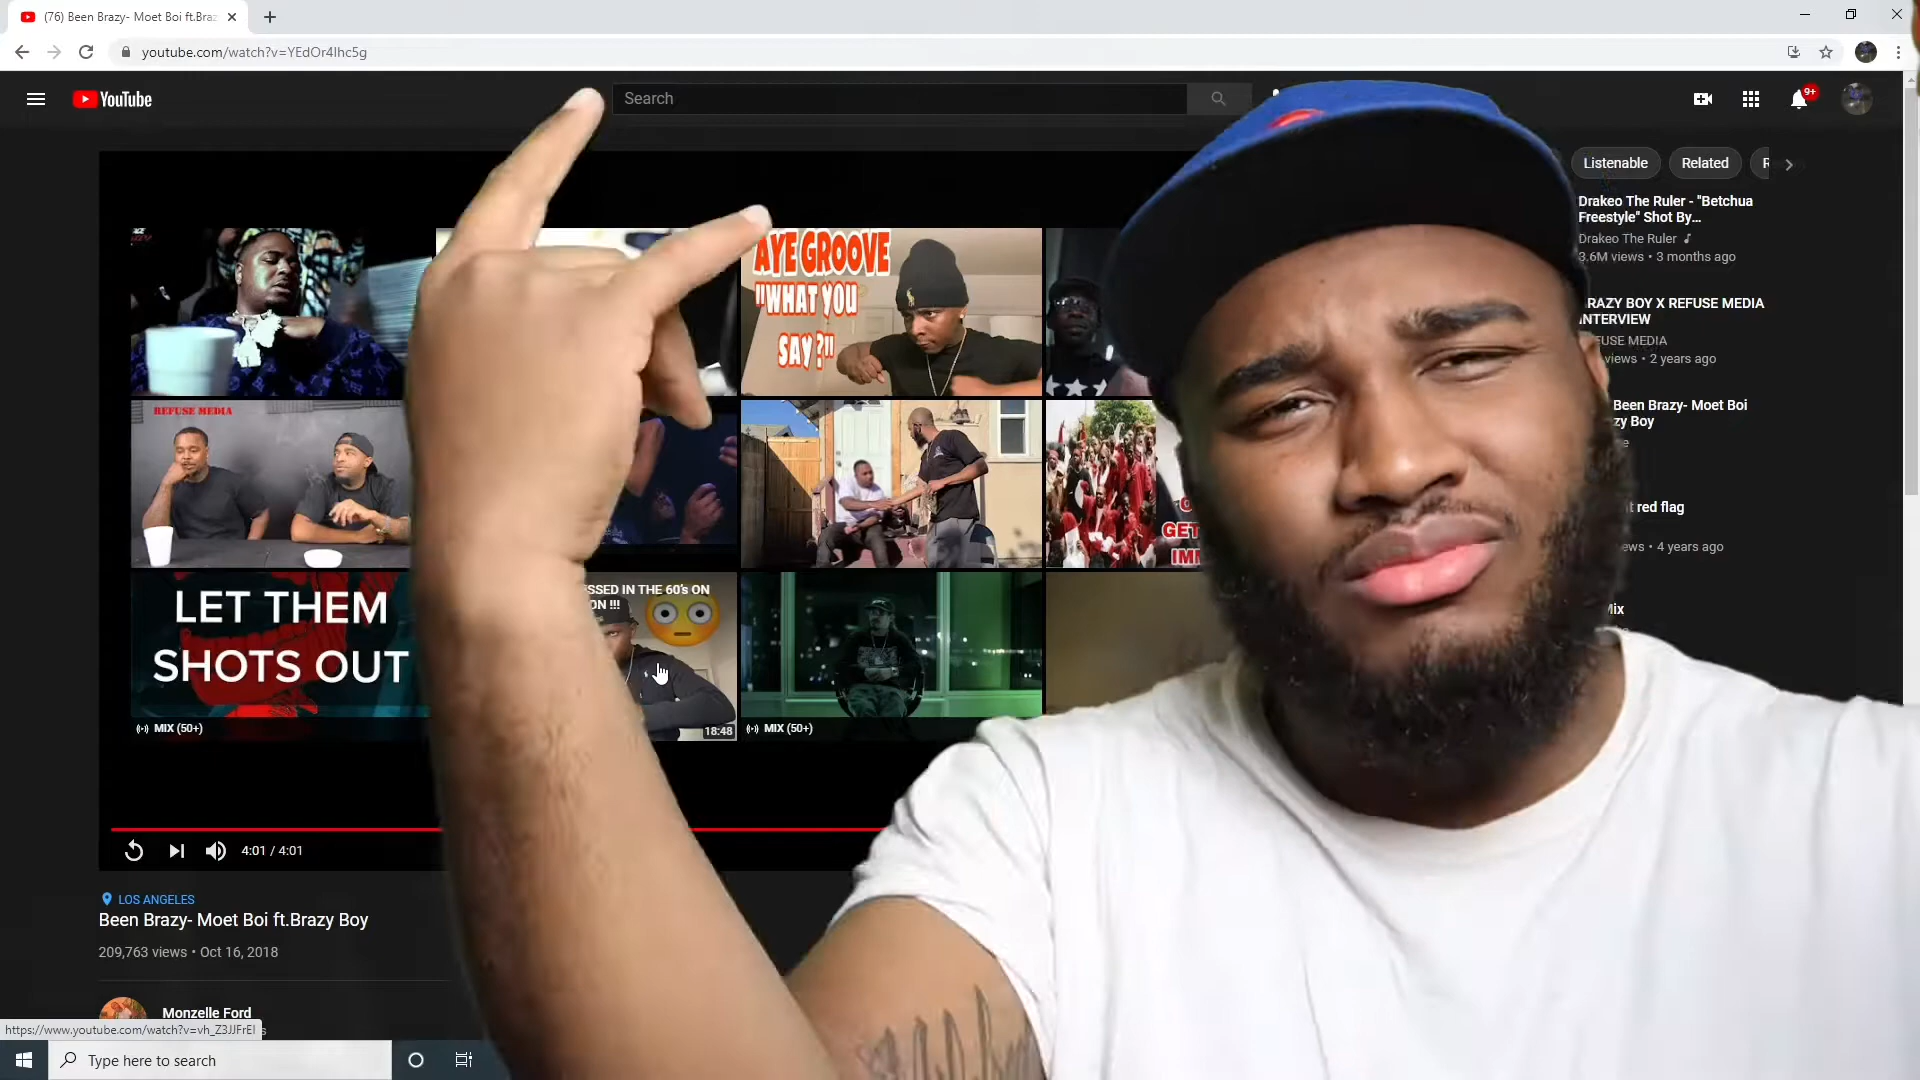 (76) Been Brazy- Moet Boi ft.Braz
youtube.com/watch?v=YEdOr4lhc5g
YouTube
Search
9+
Listenable
Related
AYE GROOVE
"WHAT YOU
SAY ?"
REFUSE MEDIA
GET
LET THEM
SHOTS OUT
MIX (50+)
SSED IN THE 60's ON
ON !!!
18:48
MIX (50+)
Drakeo The Ruler - "Betchua
Freestyle" Shot By...
Drakeo The Ruler
3.6M views • 3 months ago
RAZY BOY X REFUSE MEDIA
INTERVIEW
FUSE MEDIA
views • 2 years ago
Been Brazy- Moet Boi
zy Boy
red flag
ews • 4 years ago
Mix
4:01 / 4:01
LOS ANGELES
Been Brazy- Moet Boi ft.Brazy Boy
209,763 views • Oct 16, 2018
Monzelle Ford
https://www.youtube.com/watch?v=vh_Z3JJFrEI
Type here to search